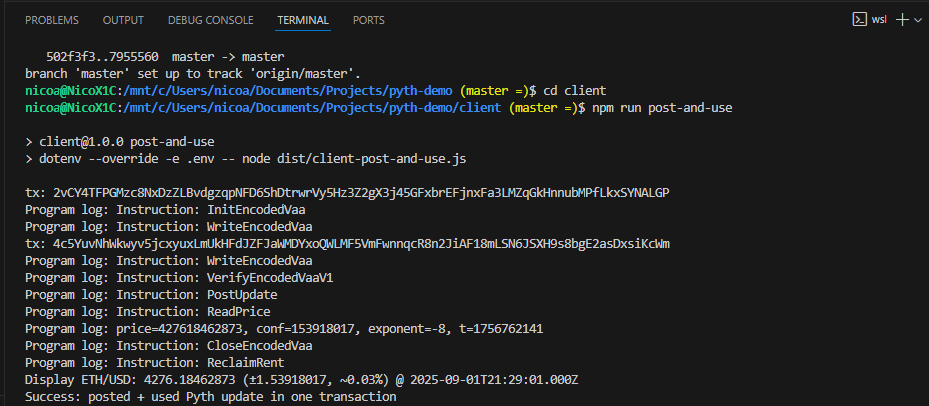 PROBLEMS OUTPUT DEBUG CONSOLE TERMINAL PORTS wsl
502f3f3..7955560 master -> master
branch 'master' set up to track 'origin/master'.
nicoa@NicoX1C:/mnt/c/Users/nicoa/Documents/Projects/pyth-demo (master =)$ cd client
nicoa@NicoX1C:/mnt/c/Users/nicoa/Documents/Projects/pyth-demo/client (master =)$ npm run post-and-use
> client@1.0.0 post-and-use
> dotenv --override -e .env -- node dist/client-post-and-use.js
tx: 2vCY4TFPGMzc8NxDzZLBvdgzqpNFD6ShDtrwrVy5Hz3Z2gX3j45GFxbrEFjnxFa3LMZqGkHnnubMPfLkxSYNALGP
Program log: Instruction: InitEncodedVaa
Program log: Instruction: WriteEncodedVaa
tx: 4c5YuvNhWkwyv5jcxyuxLmUkHFdJZFJaWMDYxoQWLMF5VmFwnnqcR8n2JiAF18mLSN6JSXH9s8bgE2asDxsiKcWm
Program log: Instruction: WriteEncodedVaa
Program log: Instruction: VerifyEncodedVaaV1
Program log: Instruction: PostUpdate
Program log: Instruction: ReadPrice
Program log: price=427618462873, conf=153918017, exponent=-8, t=1756762141
Program log: Instruction: CloseEncodedVaa
Program log: Instruction: ReclaimRent
Display ETH/USD: 4276.18462873 (±1.53918017, ~0.03%) @ 2025-09-01T21:29:01.000Z
Success: posted + used Pyth update in one transaction